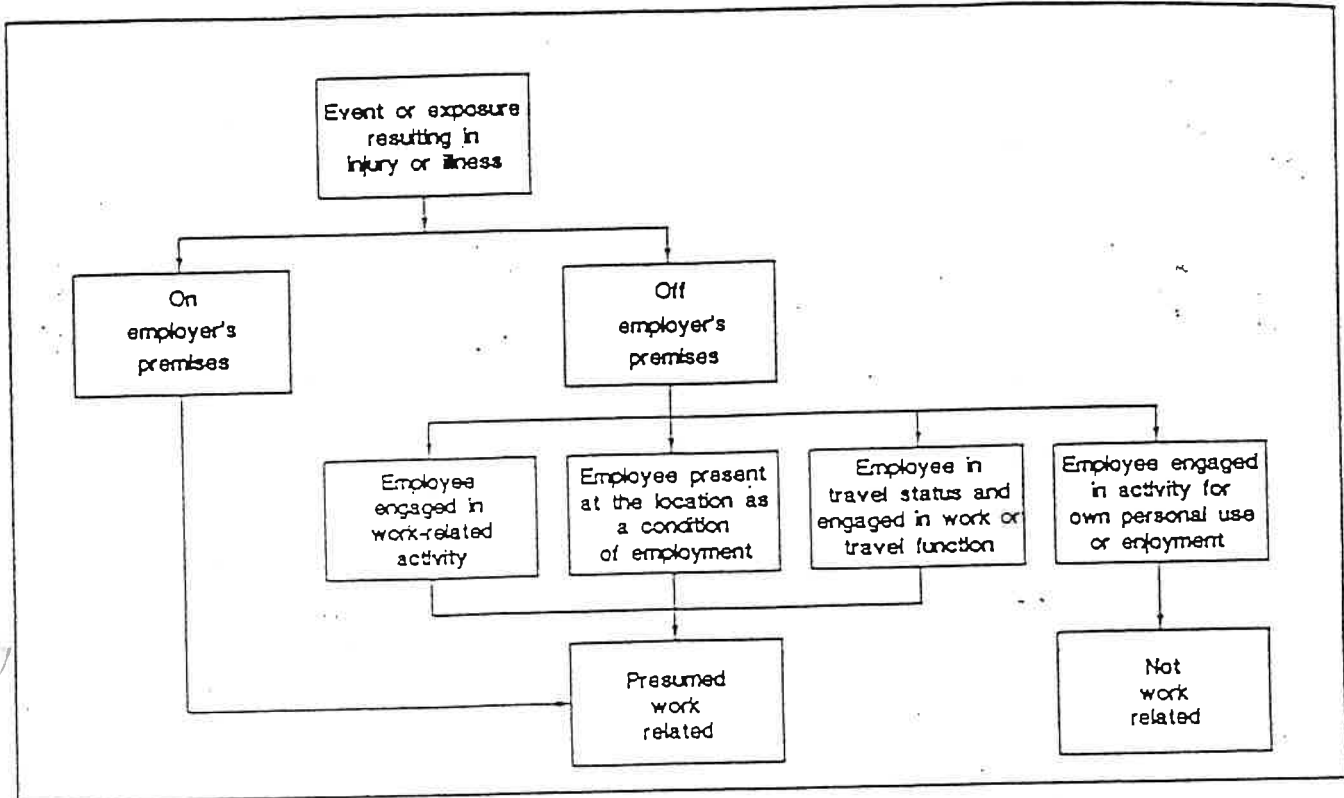 Event or exposure
resulting in
injury or illness
On
employer's
premises
Off
employer's
premises
Employee
engaged in
work-related
activity
Employee present
at the location as
a condition
of employment
Employee in
travel status and
engaged in work or
travel function
Employee engaged
in activity for
own personal use
or enjoyment
Presumed
work
related
Not
work
related